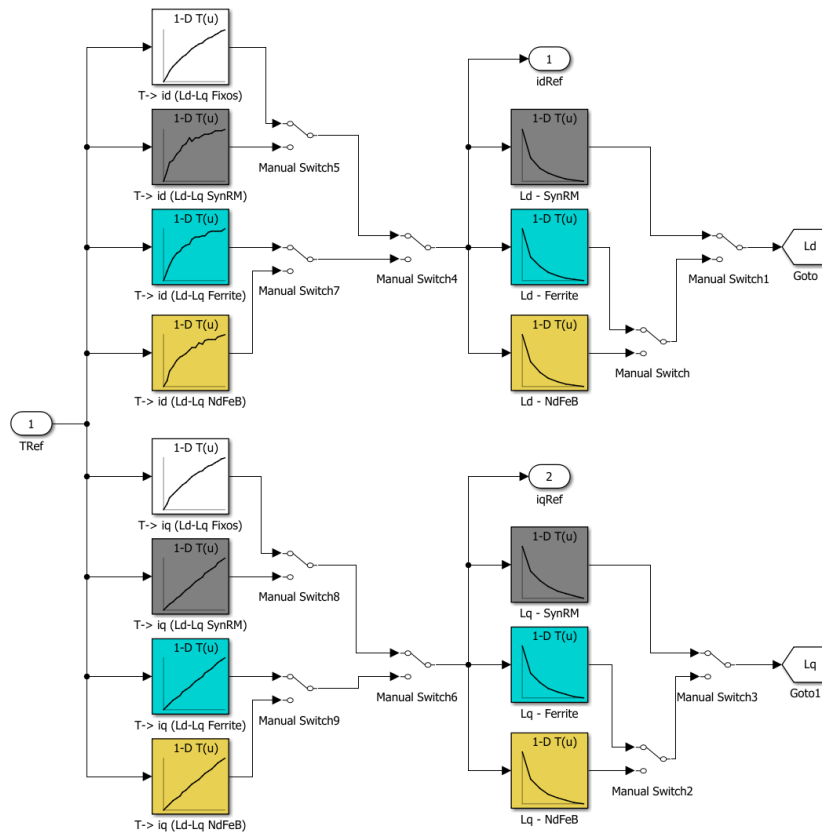 1-D T(u)
T-> id (Ld-Lq Fixos)
1-D T(u)
T-> id (Ld-Lq SynRM)
Manual Switch5
1-D T(u)
T-> id (Ld-Lq Ferrite)
Manual Switch7
1-D T(u)
T-> id (Ld-Lq NdFeB)
Manual Switch4
1
idRef
1-D T(u)
Ld - SynRM
1-D T(u)
Ld - Ferrite
1-D T(u)
Ld - NdFeB
Manual Switch
Manual Switch1
Ld
Goto
1
TRef
1-D T(u)
T-> iq (Ld-Lq Fixos)
1-D T(u)
T-> iq (Ld-Lq SynRM)
Manual Switch8
1-D T(u)
T-> iq (Ld-Lq Ferrite)
Manual Switch9
1-D T(u)
T-> iq (Ld-Lq NdFeB)
Manual Switch6
2
iqRef
1-D T(u)
Lq - SynRM
1-D T(u)
Lq - Ferrite
1-D T(u)
Lq - NdFeB
Manual Switch2
Manual Switch3
Lq
Goto1